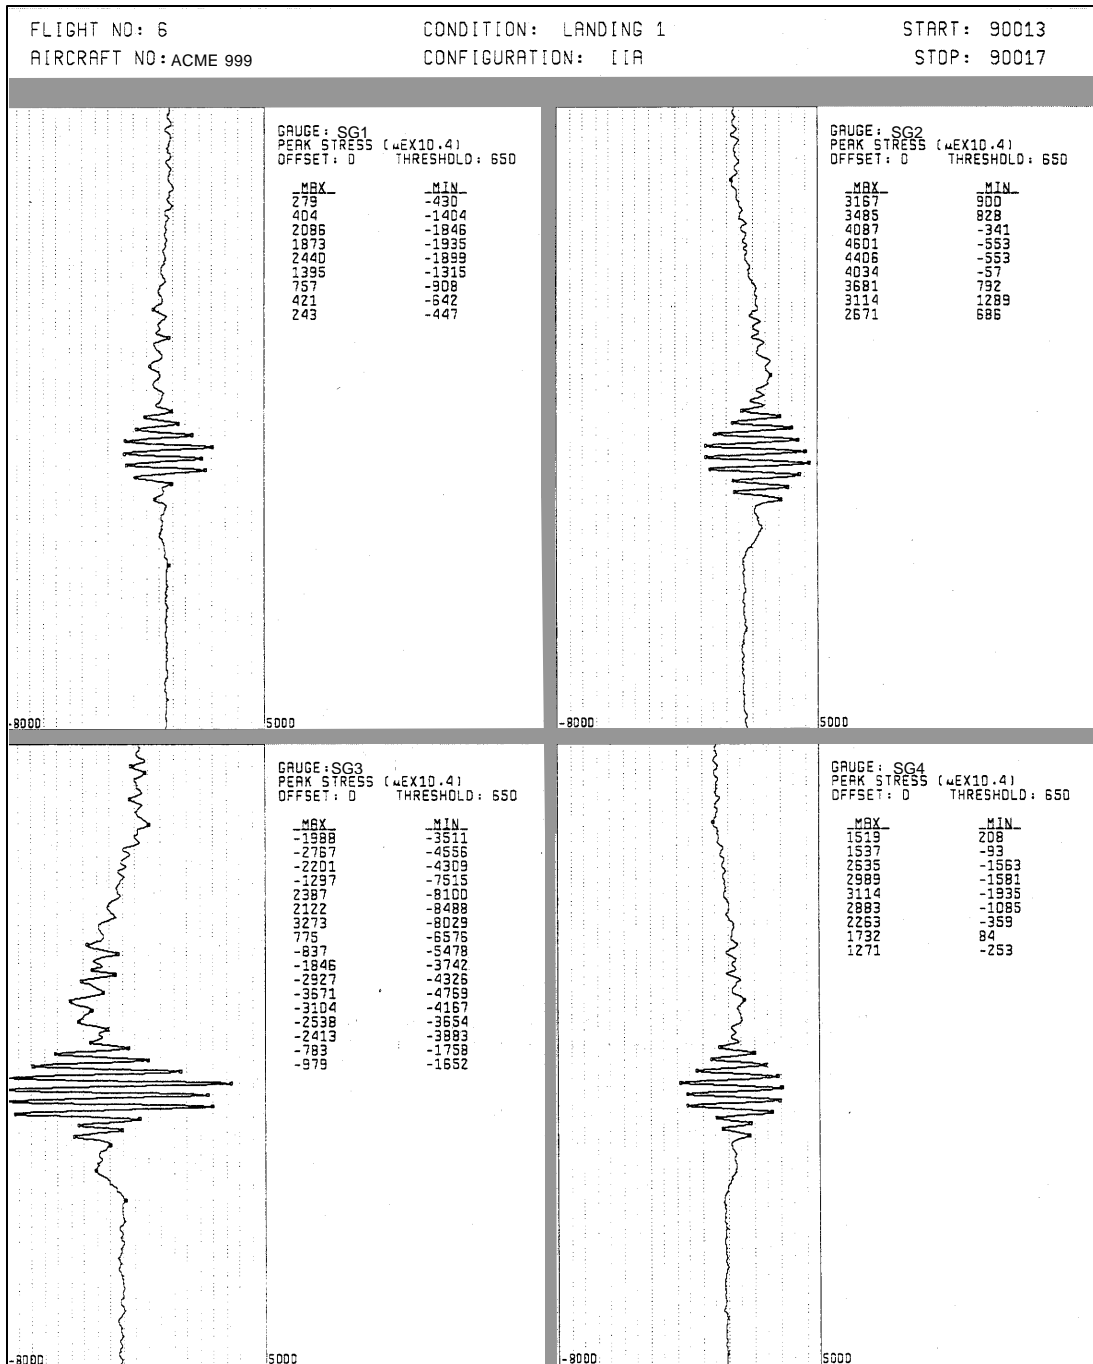 FLIGHT NO: 6 CONDITION: LANDING 1 START: 90013
AIRCRAFT NO: ACME 999 CONFIGURATION: IIA STOP: 90017
GAUGE: SG1
PEAK STRESS (µEX10.4)
OFFSET: 0 THRESHOLD: 650
MAX MIN
279 -430
404 -1404
2086 -1846
1873 -1935
2440 -1899
1395 -1315
757 -908
421 -642
243 -447
-8000 5000
GAUGE: SG2
PEAK STRESS (µEX10.4)
OFFSET: 0 THRESHOLD: 650
MAX MIN
3167 900
3485 828
4087 -341
4601 -553
4406 -553
4034 -57
3681 792
3114 1289
2671 686
-8000 5000
GAUGE: SG3
PEAK STRESS (µEX10.4)
OFFSET: 0 THRESHOLD: 650
MAX MIN
-1988 -3511
-2767 -4556
-2201 -4309
-1297 -7515
2387 -8100
2122 -8488
3273 -8029
775 -6576
-837 -5478
-1846 -3742
-2927 -4326
-3671 -4769
-3104 -4167
-2538 -3654
-2413 -3883
-783 -1758
-979 -1652
-8000 5000
GAUGE: SG4
PEAK STRESS (µEX10.4)
OFFSET: 0 THRESHOLD: 650
MAX MIN
1519 208
1537 -93
2635 -1563
2989 -1581
3114 -1935
2883 -1085
2263 -359
1732 84
1271 -253
-8000 5000